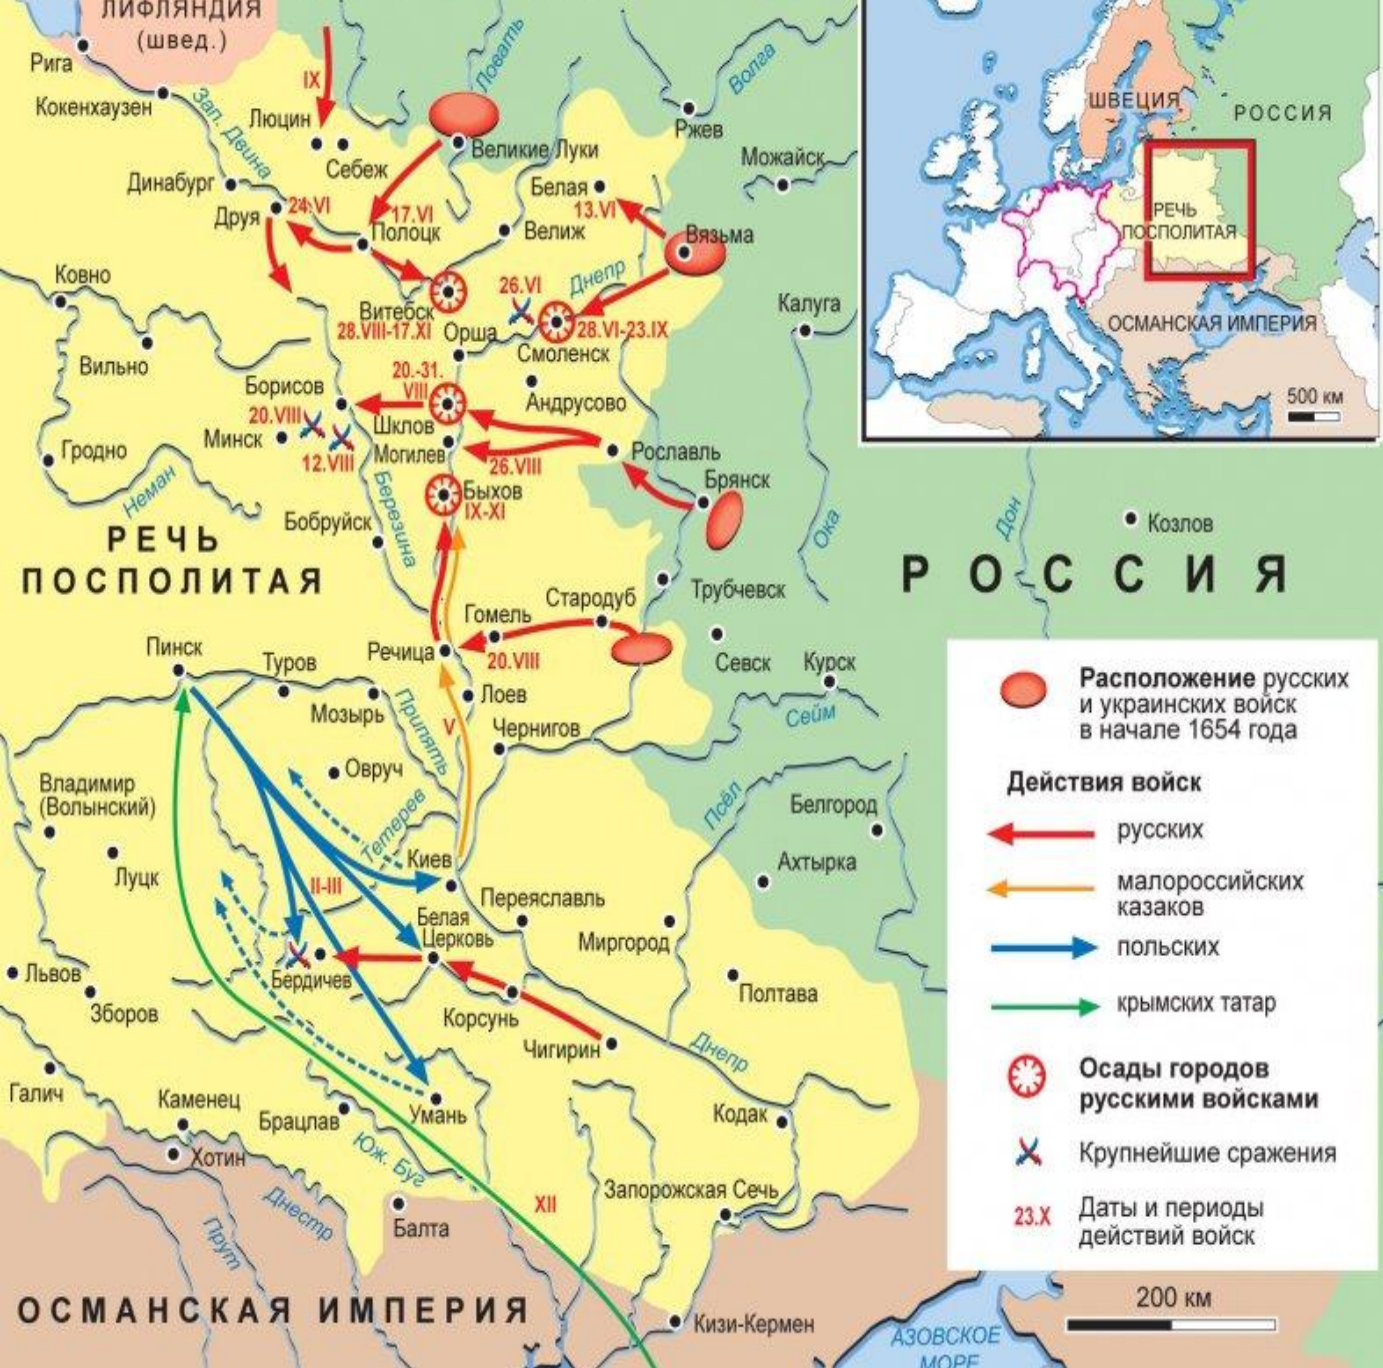 ЛИФЛЯНДИЯ
(швед.)
Рига
Кокенхаузен
Зап. Двина
IX
Люцин
Себеж
Ловать
Великие Луки
Волга
Ржев
Можайск
Динабург
Друя
24.VI
17.VI
Полоцк
Велиж
Белая
13.VI
Вязьма
Ковно
Вильно
Витебск
28.VIII-17.XI
26.VI
Днепр
28.VI-23.IX
Смоленск
Орша
Калуга
20.-31.
VIII
Андрусово
Борисов
20.VIII
Минск
12.VIII
Шклов
Могилев
26.VIII
Рославль
Брянск
Гродно
Неман
Березина
Быхов
IX-XI
Бобруйск
Ока
Дон
Козлов
РЕЧЬ
ПОСПОЛИТАЯ
РОССИЯ
Трубчевск
Стародуб
Гомель
20.VIII
Речица
Севск
Курск
Сейм
Пинск
Туров
Мозырь
Припять
Лоев
V
Чернигов
Овруч
Владимир
(Волынский)
Луцк
Тетерев
Киев
Псёл
Белгород
Ахтырка
II-III
Переяславль
Белая
Церковь
Миргород
Бердичев
Львов
Зборов
Полтава
Корсунь
Чигирин
Днепр
Галич
Каменец
Хотин
Брацлав
Умань
Юж. Буг
Кодак
Запорожская Сечь
XII
Днестр
Прут
Балта
ОСМАНСКАЯ ИМПЕРИЯ
Кизи-Кермен
АЗОВСКОЕ
МОРЕ
ШВЕЦИЯ
РОССИЯ
РЕЧЬ
ПОСПОЛИТАЯ
ОСМАНСКАЯ ИМПЕРИЯ
500 км
Расположение русских
и украинских войск
в начале 1654 года
Действия войск
русских
малороссийских
казаков
польских
крымских татар
Осады городов
русскими войсками
Крупнейшие сражения
23.X
Даты и периоды
действий войск
200 км